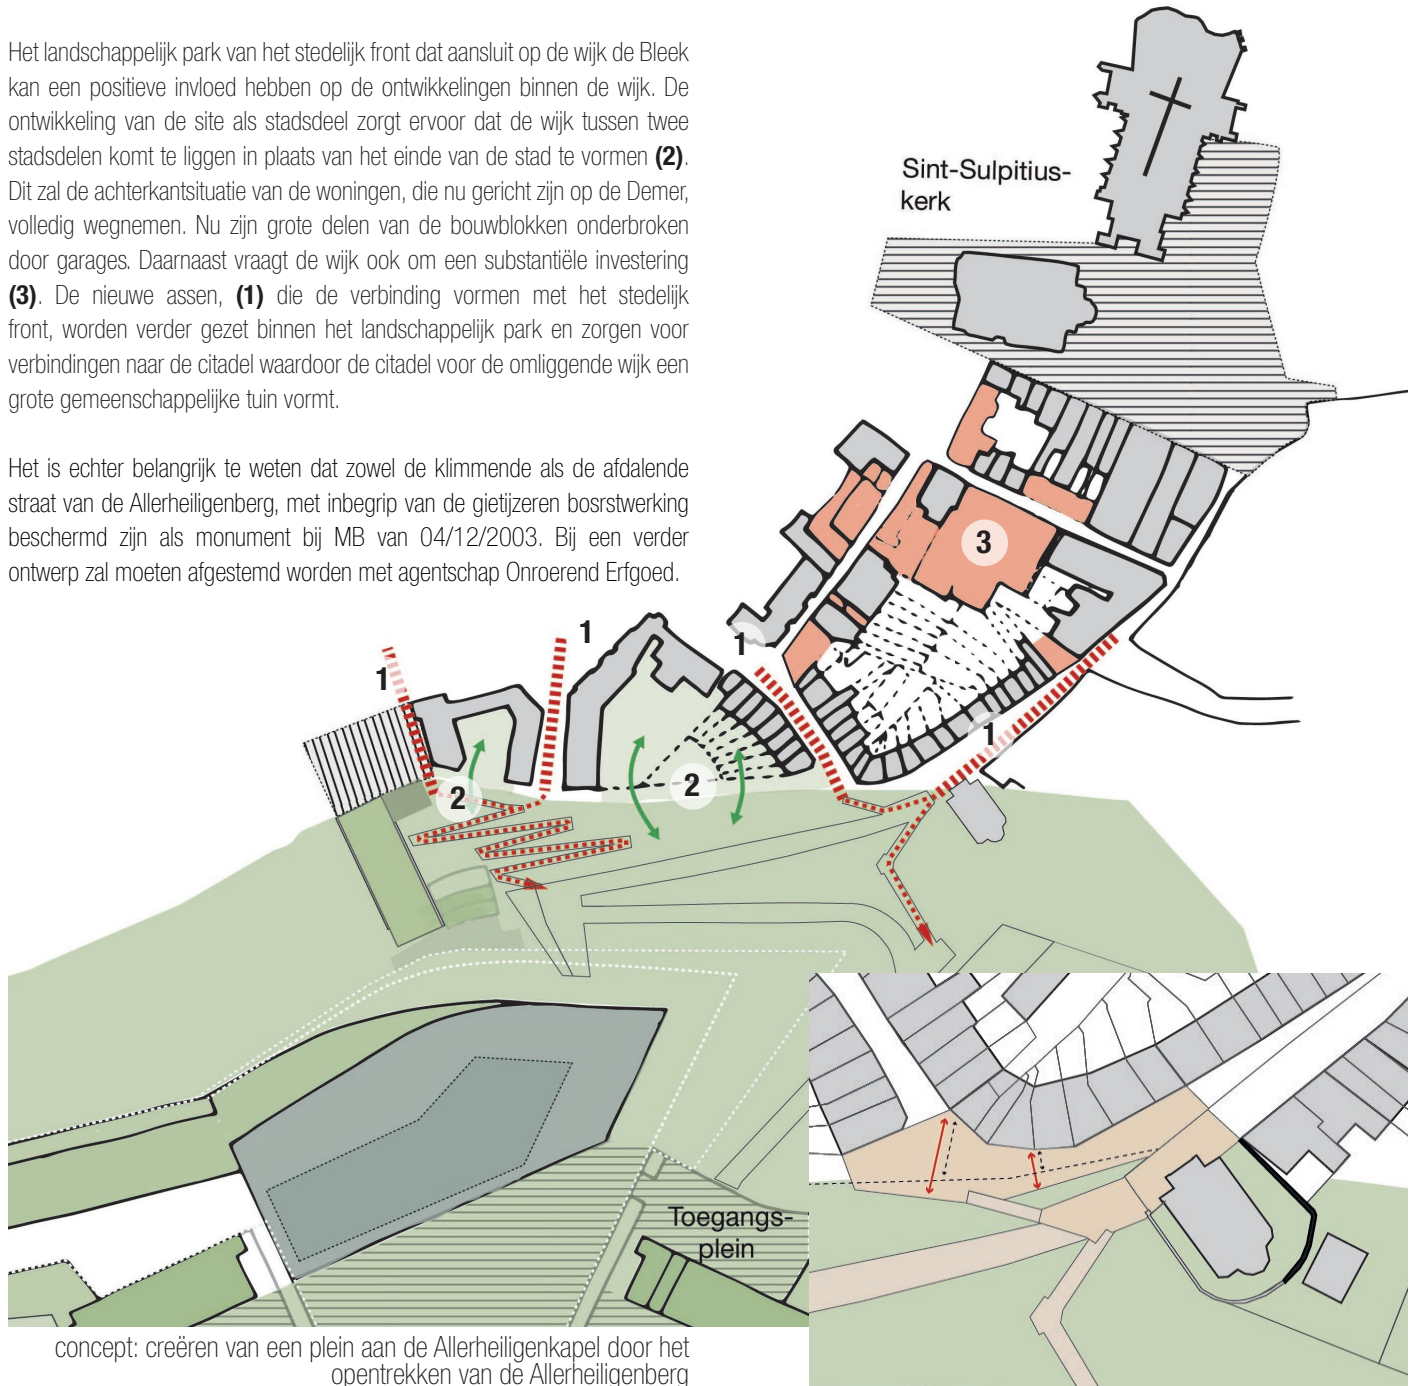 Het landschappelijk park van het stedelijk front dat aansluit op de wijk de Bleek
kan een positieve invloed hebben op de ontwikkelingen binnen de wijk. De
ontwikkeling van de site als stadsdeel zorgt ervoor dat de wijk tussen twee
stadsdelen komt te liggen in plaats van het einde van de stad te vormen (2).
Dit zal de achterkantsituatie van de woningen, die nu gericht zijn op de Demer,
volledig wegnemen. Nu zijn grote delen van de bouwblokken onderbroken
door garages. Daarnaast vraagt de wijk ook om een substantiële investering
(3). De nieuwe assen, (1) die de verbinding vormen met het stedelijk
front, worden verder gezet binnen het landschappelijk park en zorgen voor
verbindingen naar de citadel waardoor de citadel voor de omliggende wijk een
grote gemeenschappelijke tuin vormt.
Het is echter belangrijk te weten dat zowel de klimmende als de afdalende
straat van de Allerheiligenberg, met inbegrip van de gietijzeren bosrstwerking
beschermd zijn als monument bij MB van 04/12/2003. Bij een verder
ontwerp zal moeten afgestemd worden met agentschap Onroerend Erfgoed.
Sint-Sulpitius-
kerk
3
1
1
1
1
2
2
Toegangs-
plein
concept: creëren van een plein aan de Allerheiligenkapel door het
opentrekken van de Allerheiligenberg